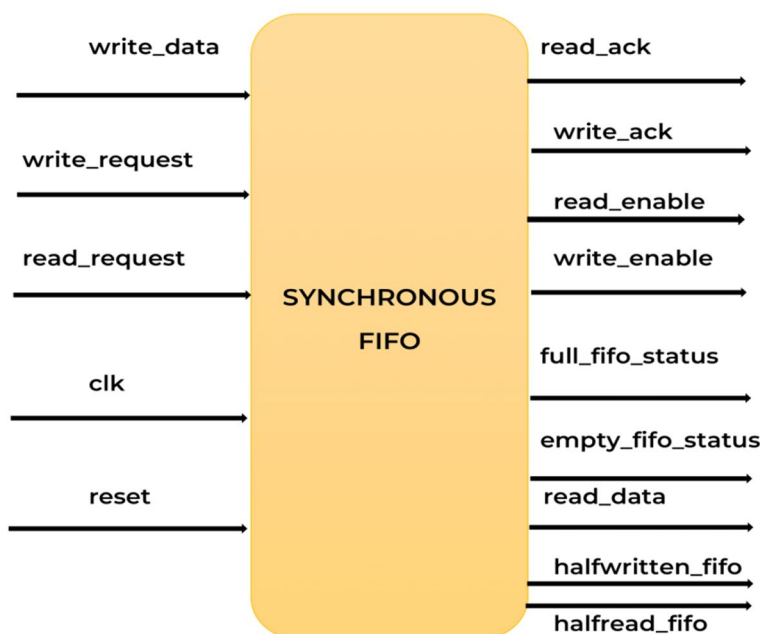 write_data
write_request
read_request
clk
reset
SYNCHRONOUS
FIFO
read_ack
write_ack
read_enable
write_enable
full_fifo_status
empty_fifo_status
read_data
halfwritten_fifo
halfread_fifo